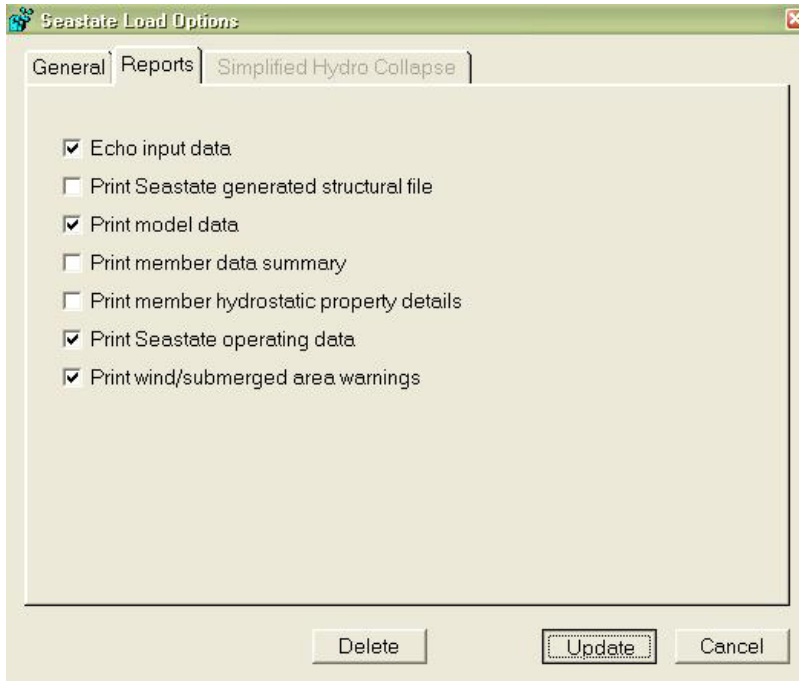 Seastate Load Options
General Reports Simplified Hydro Collapse
Echo input data
Print Seastate generated structural file
Print model data
Print member data summary
Print member hydrostatic property details
Print Seastate operating data
Print wind/submerged area warnings
Delete Update Cancel